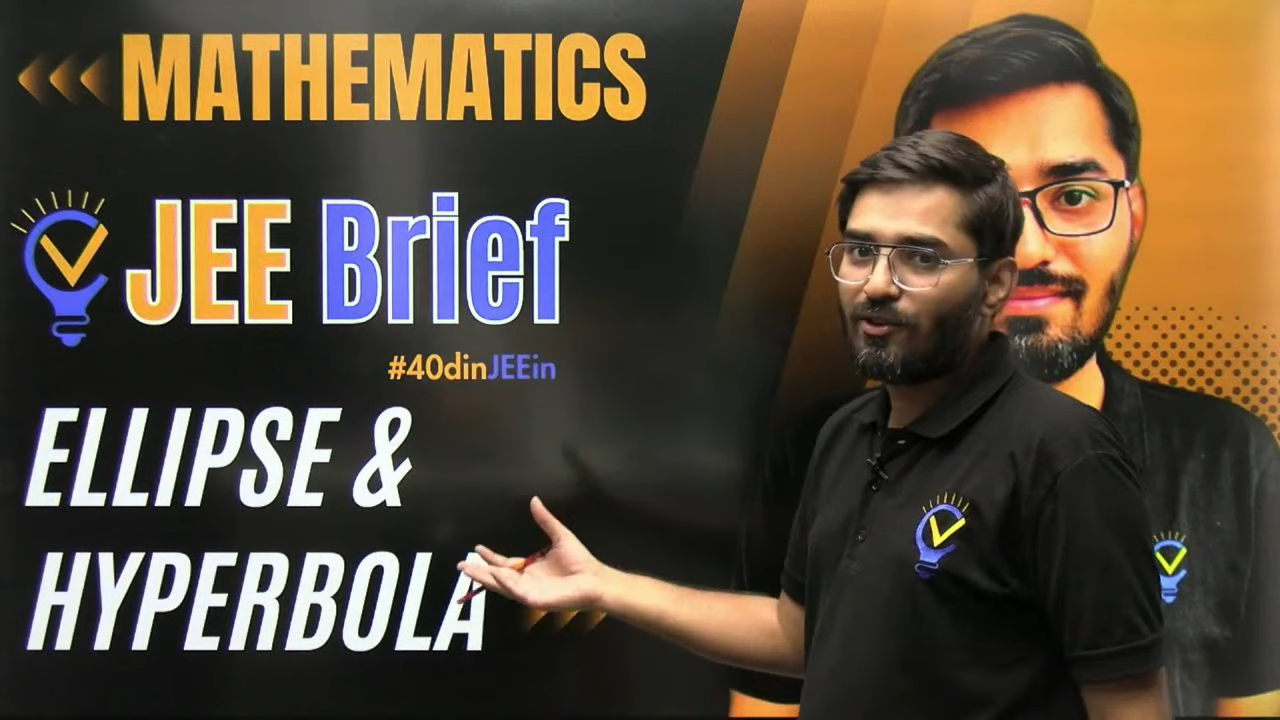 MATHEMATICS
JEE Brief
#40dinJEEin
ELLIPSE &
HYPERBOLA